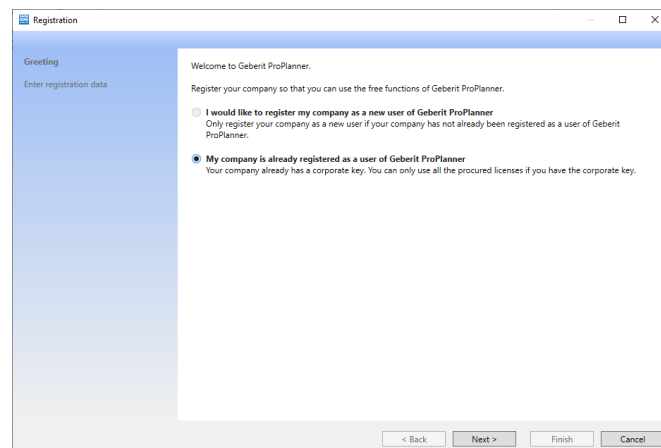 Registration
Greeting
Enter registration data
Welcome to Geberit ProPlanner.
Register your company so that you can use the free functions of Geberit ProPlanner.
I would like to register my company as a new user of Geberit ProPlanner
Only register your company as a new user if your company has not already been registered as a user of Geberit
ProPlanner.
My company is already registered as a user of Geberit ProPlanner
Your company already has a corporate key. You can only use all the procured licenses if you have the corporate key.
< Back
Next >
Finish
Cancel